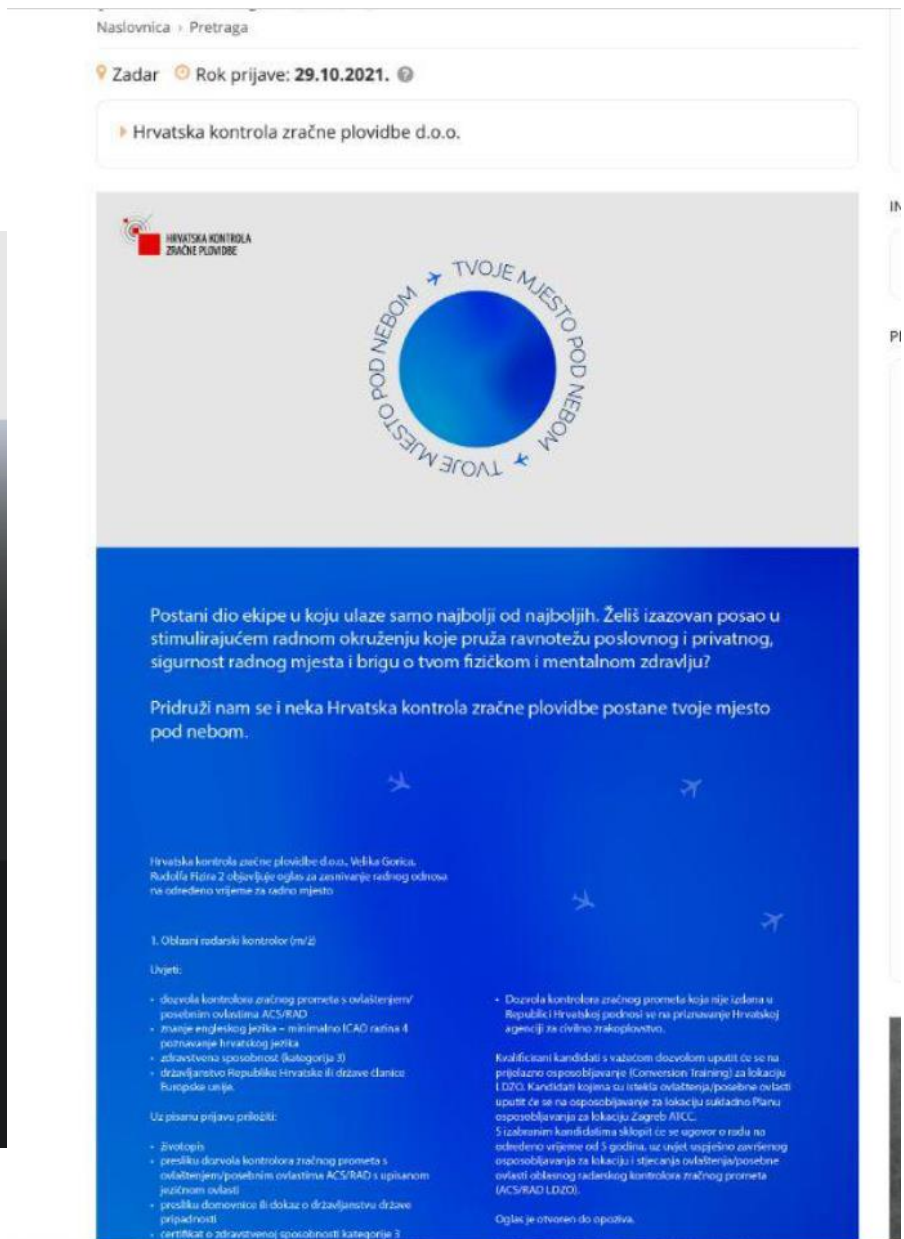 Naslovnica › Pretraga
Zadar Rok prijave: 29.10.2021.
Hrvatska kontrola zračne plovidbe d.o.o.
IN
HRVATSKA KONTROLA
ZRAČNE PLOVIDBE
TVOJE MJESTO POD NEBOM
TVOJE MJESTO POD NEBOM
Postani dio ekipe u koju ulaze samo najbolji od najboljih. Želiš izazovan posao u
stimulirajućem radnom okruženju koje pruža ravnotežu poslovnog i privatnog,
sigurnost radnog mjesta i brigu o tvom fizičkom i mentalnom zdravlju?
Pridruži nam se i neka Hrvatska kontrola zračne plovidbe postane tvoje mjesto
pod nebom.
Hrvatska kontrola zračne plovidbe d.o.o., Velika Gorica,
Rudolfa Fizira 2 objavljuje oglas za zasnivanje radnog odnosa
na određeno vrijeme za radno mjesto
1. Oblasni radarski kontrolor (m/ž)
Uvjeti:
• dozvola kontrolora zračnog prometa s ovlaštenjem/
posebnim ovlastima ACS/RAD
• znanje engleskog jezika – minimalno ICAO razina 4
poznavanje hrvatskog jezika
• zdravstvena sposobnost (kategorija 3)
• državljanstvo Republike Hrvatske ili države članice
Europske unije.
Uz pisanu prijavu priložiti:
• životopis
• presliku dozvola kontrolora zračnog prometa s
ovlaštenjem/posebnim ovlastima ACS/RAD s upisanom
jezičnom ovlasti
• presliku domovnice ili dokaz o državljanstvu države
pripadnosti
• certifikat o zdravstvenoj sposobnosti kategorije 3
• Dozvola kontrolora zračnog prometa koja nije izdana u
Republici Hrvatskoj podnosi se na priznavanje Hrvatskoj
agenciji za civilno zrakoplovstvo.
Kvalificirani kandidati s važećom dozvolom uputit će se na
prijelazno osposobljavanje (Conversion Training) za lokaciju
LDZO. Kandidati kojima su istekla ovlaštenja/posebne ovlasti
uputit će se na osposobljavanje za lokaciju sukladno Planu
osposobljavanja za lokaciju Zagreb ATCC.
S izabranim kandidatima sklopit će se ugovor o radu na
određeno vrijeme od 5 godina, uz uvjet uspješno završenog
osposobljavanja za lokaciju i stjecanja ovlaštenja/posebne
ovlasti oblasnog radarskog kontrolora zračnog prometa
(ACS/RAD LDZO).
Oglas je otvoren do opoziva.